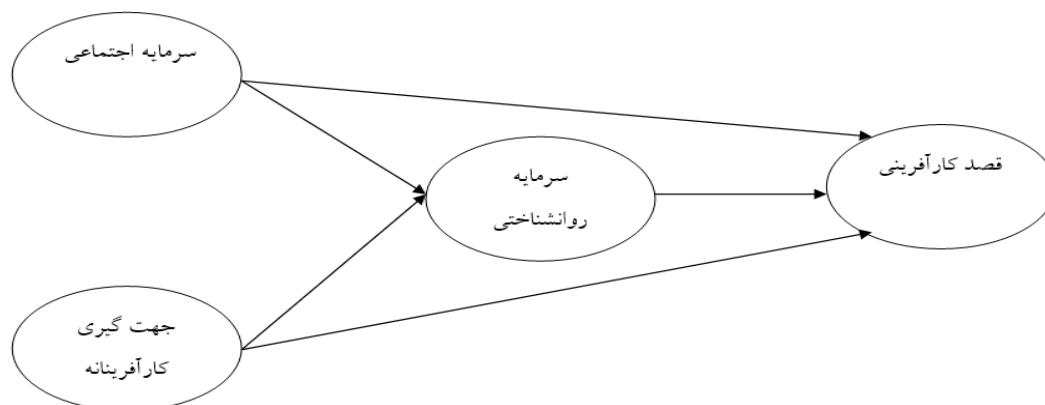 سرمایه اجتماعی
قصد کارآفرینی
سرمایه
روانشناختی
جهت گیری
کارآفرینانه